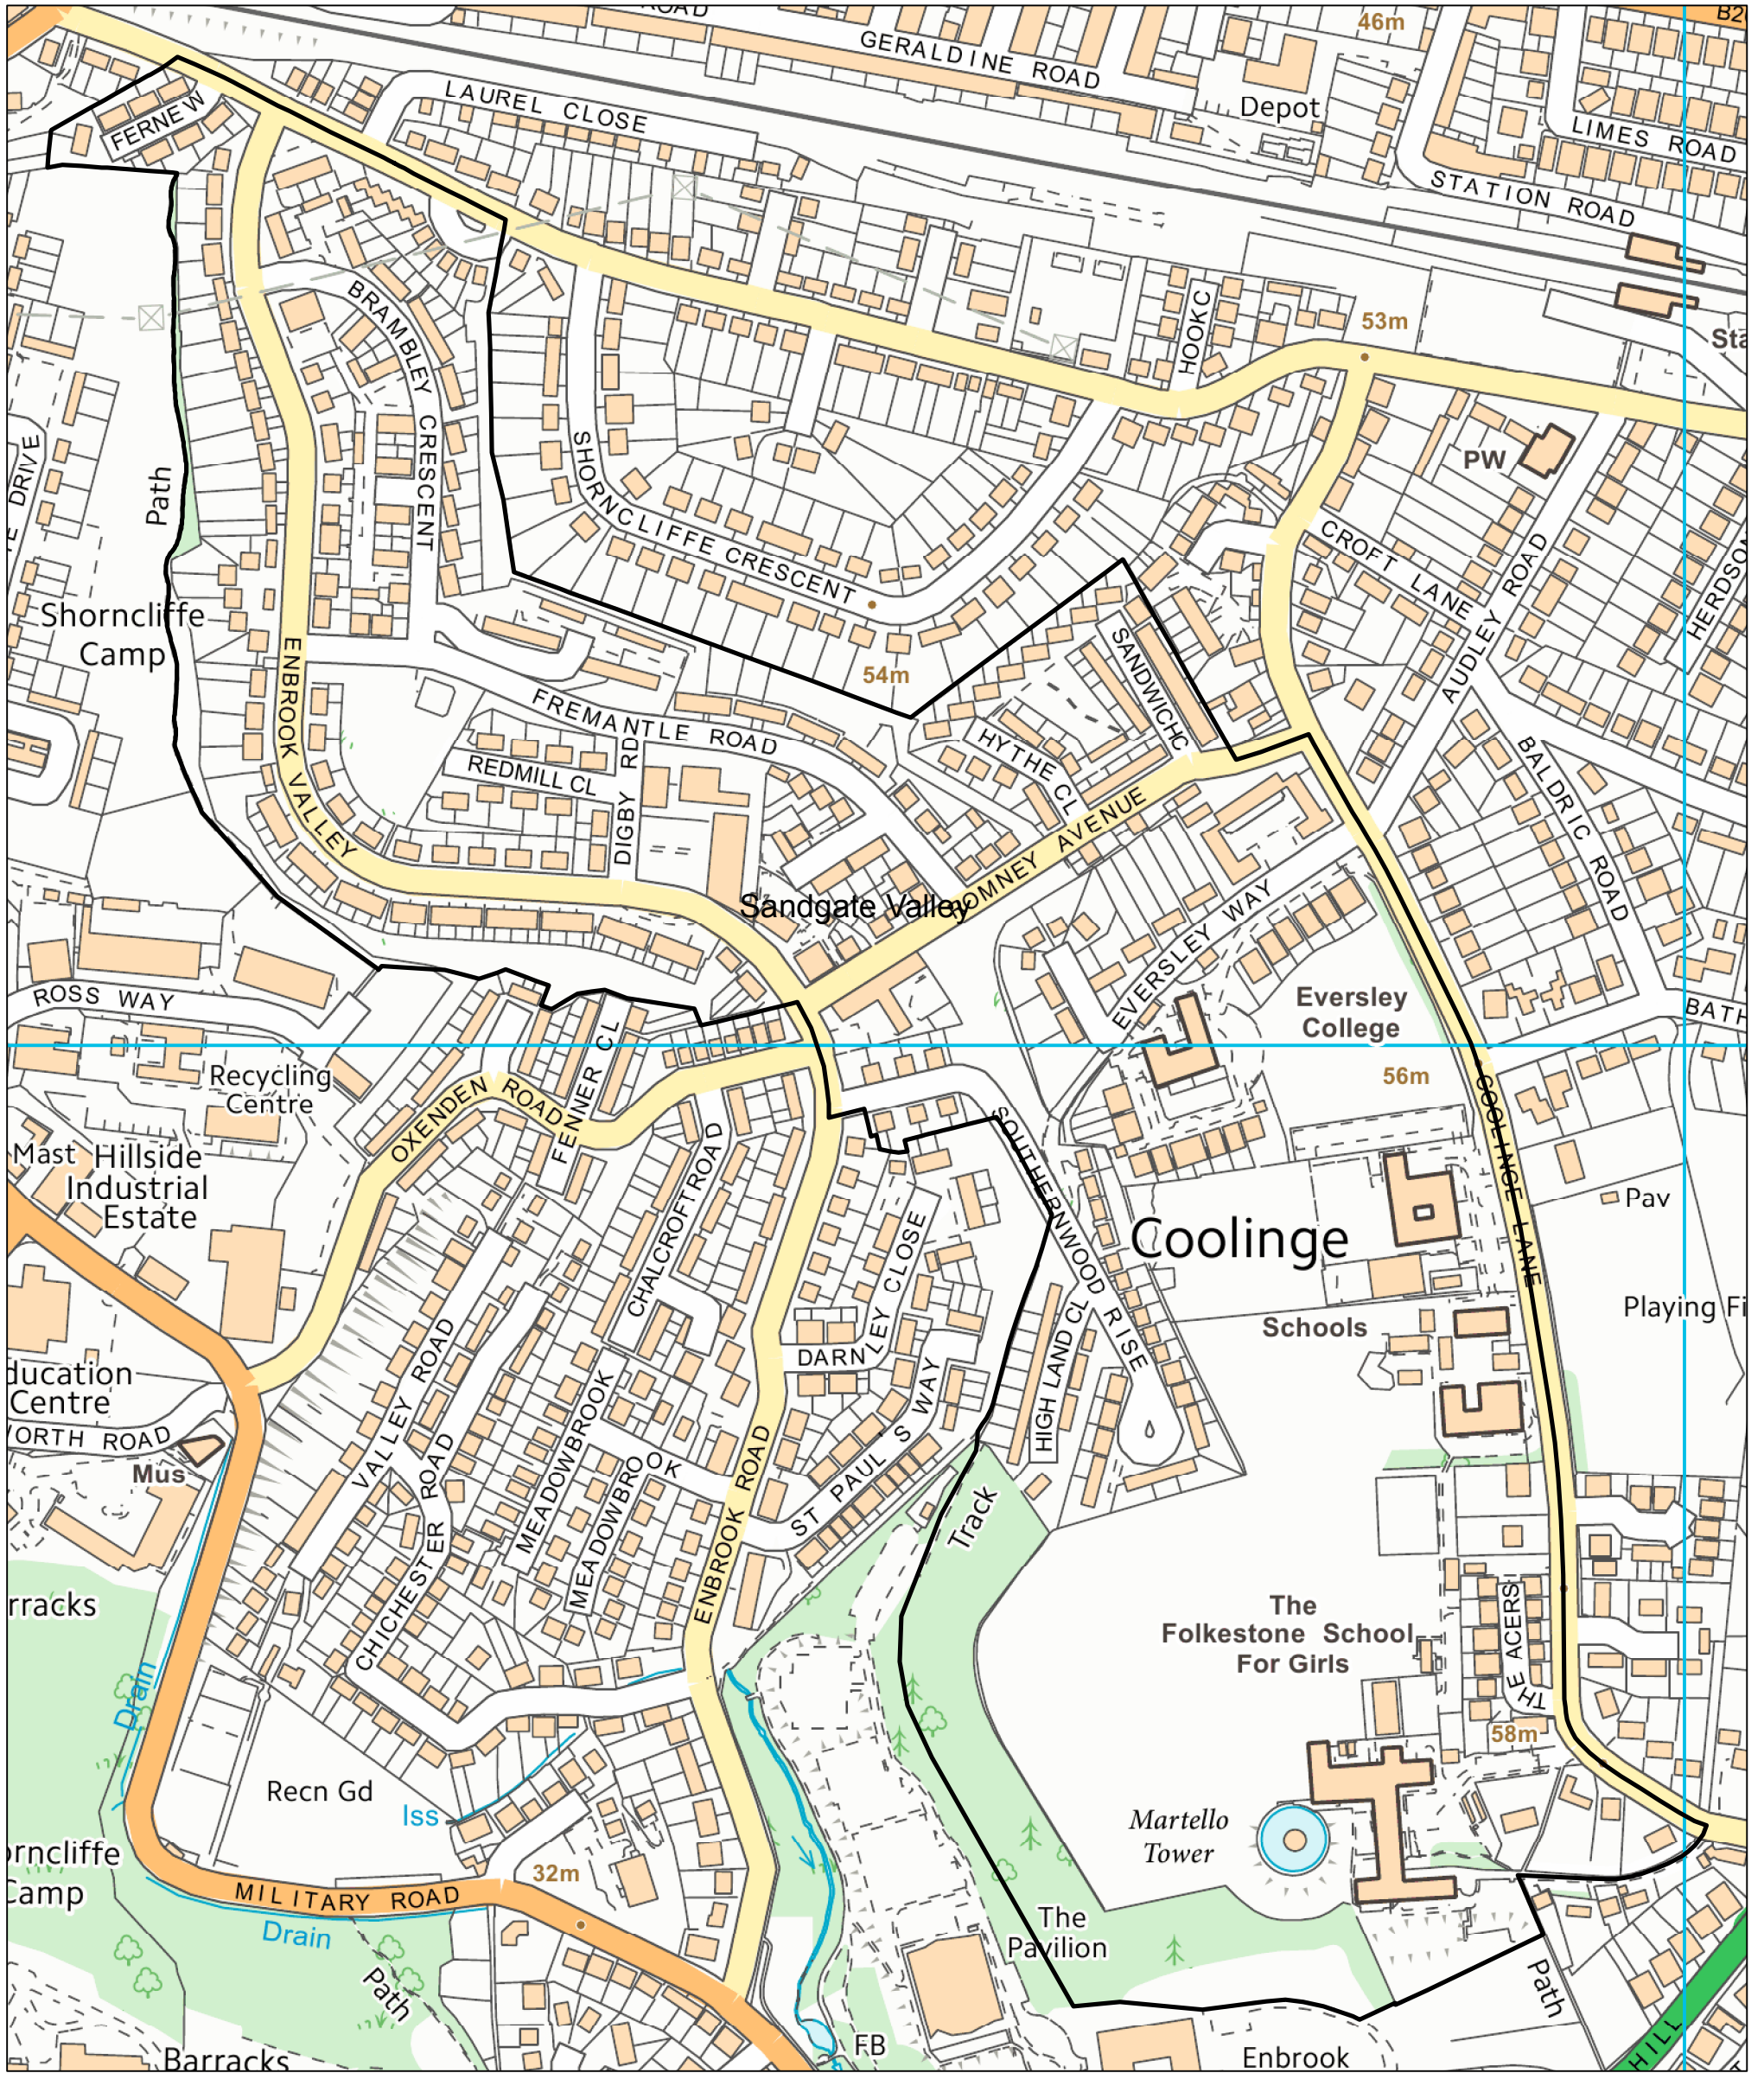 ROAD
46m
B2
GERALDINE ROAD
LAUREL CLOSE
Depot
FERNEW
LIMES ROAD
STATION ROAD
BRAMBLEY CRESCENT
HOOKC
53m
Sta
PW
SHORNCLIFFE CRESCENT
Path
DRIVE
CROFT LANE
AUDLEY ROAD
HERDSO
Shorncliffe
Camp
ENBROOK VALLEY
54m
SANDWICHC
FREMANTLE ROAD
HYTHE CL
REDMILL CL
DIGBY RD
BALDRIC ROAD
ROMNEY AVENUE
Sandgate Valley
EVERSLEY WAY
ROSS WAY
Eversley
College
BATH
FENNER CL
Recycling
Centre
56m
OXENDEN ROAD
COOLINGE LANE
Mast
Hillside
Industrial
Estate
CHALCROFT ROAD
SOUTHERNWOOD RISE
Pav
Coolinge
DARNLEY CLOSE
Playing Fi
Schools
HIGH LAND CL
ducation
Centre
VALLEY ROAD
ORTH ROAD
MEADOWBROOK
MEADOWBROOK
ST PAUL S WAY
ENBROOK ROAD
Mus
CHICHESTER ROAD
Track
rracks
The
Folkestone School
For Girls
THE ACERS
Drain
58m
Recn Gd
Iss
Martello
Tower
orncliffe
Camp
32m
MILITARY ROAD
Drain
The
Pavilion
Path
Path
FB
HILL
Barracks
Enbrook